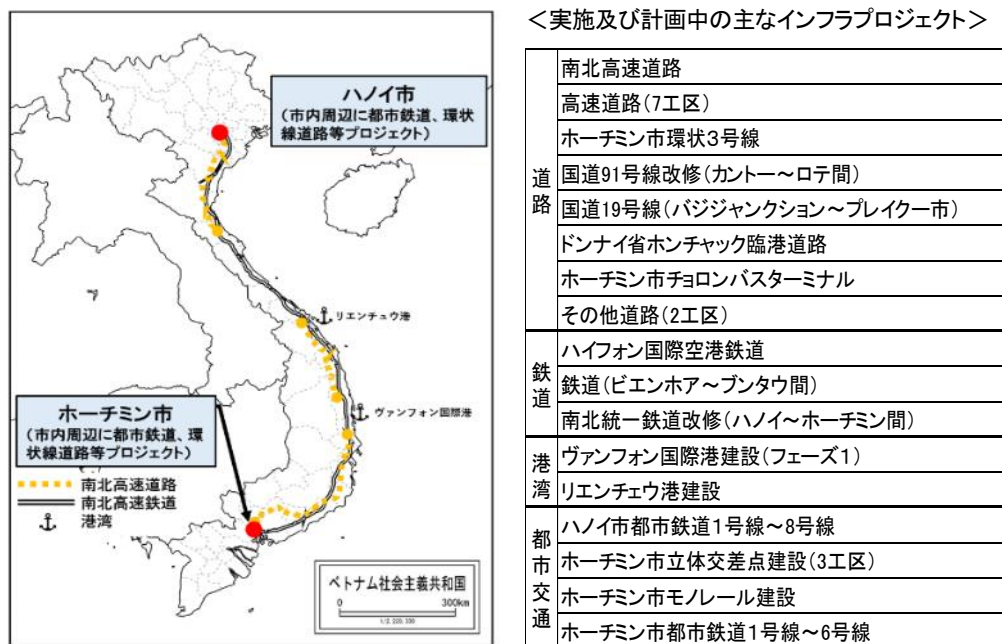 ハノイ市
(市内周辺に都市鉄道、環状
線道路等プロジェクト)
リエンチュウ港
ヴァンフォン国際港
ホーチミン市
(市内周辺に都市鉄道、環
状線道路等プロジェクト)
南北高速道路
南北高速鉄道
港湾
ベトナム社会主義共和国
0 300km
<実施及び計画中の主なインフラプロジェクト>
道路
南北高速道路
高速道路(7工区)
ホーチミン市環状3号線
国道91号線改修(カントー~ロテ間)
国道19号線(バジジャンクション~プレイクー市)
ドンナイ省ホンチャック臨港道路
ホーチミン市チョロンバスターミナル
その他道路(2工区)
鉄道
ハイフォン国際空港鉄道
鉄道(ビエンホア~ブンタウ間)
南北統一鉄道改修(ハノイ~ホーチミン間)
港湾
ヴァンフォン国際港建設(フェーズ1)
リエンチェウ港建設
都市交通
ハノイ市都市鉄道1号線~8号線
ホーチミン市立体交差点建設(3工区)
ホーチミン市モノレール建設
ホーチミン市都市鉄道1号線~6号線